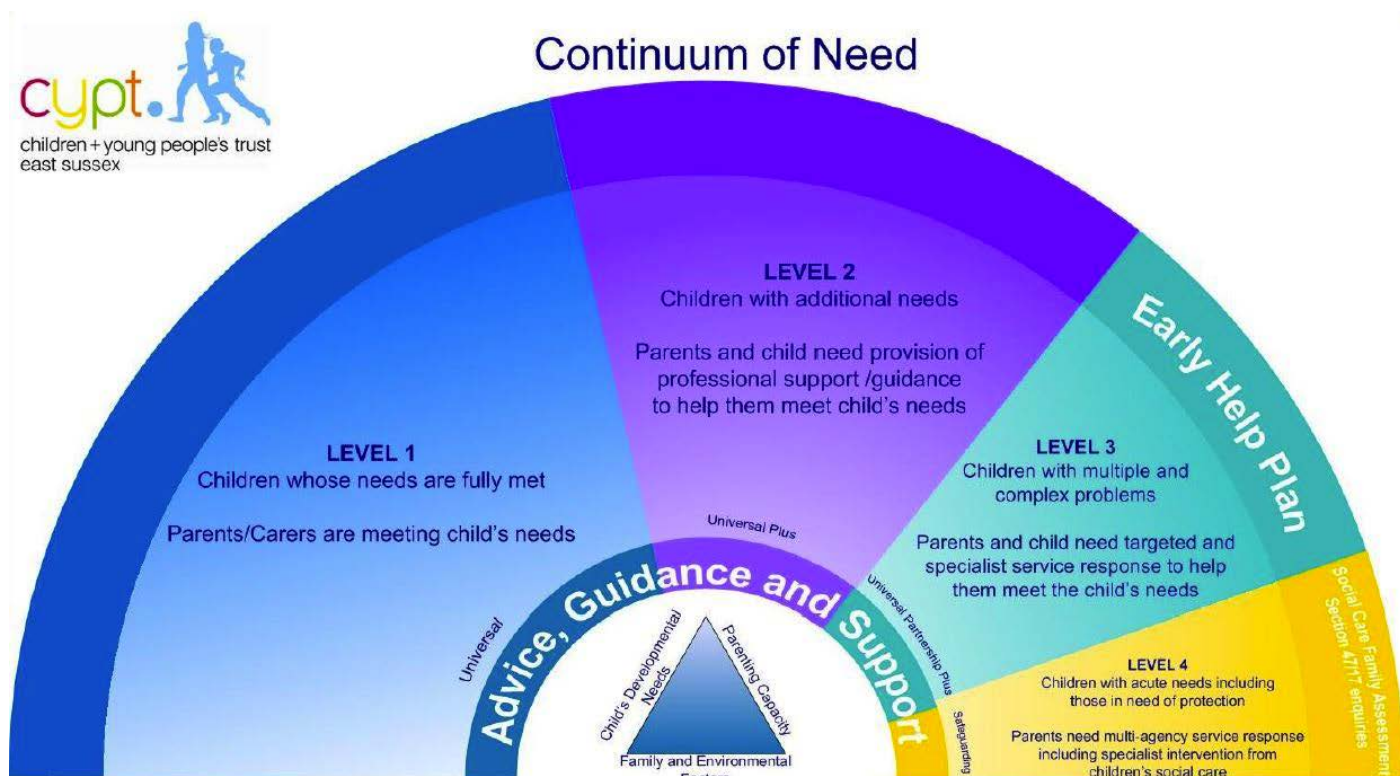 Continuum of Need
cypt.
children + young people's trust
east sussex
LEVEL 1
Children whose needs are fully met
Parents/Carers are meeting child's needs
LEVEL 2
Children with additional needs
Parents and child need provision of
professional support /guidance
to help them meet child's needs
LEVEL 3
Children with multiple and
complex problems
Parents and child need targeted and
specialist service response to help
them meet the child's needs
LEVEL 4
Children with acute needs including
those in need of protection
Parents need multi-agency service response
including specialist intervention from
children's social care
Early Help Plan
Social Care Family Assessment
Section 47/17 enquiries
Universal
Universal Plus
Universal Partnership Plus
Safeguarding
Advice, Guidance and Support
Child's Developmental
Needs
Parenting Capacity
Family and Environmental
Factors